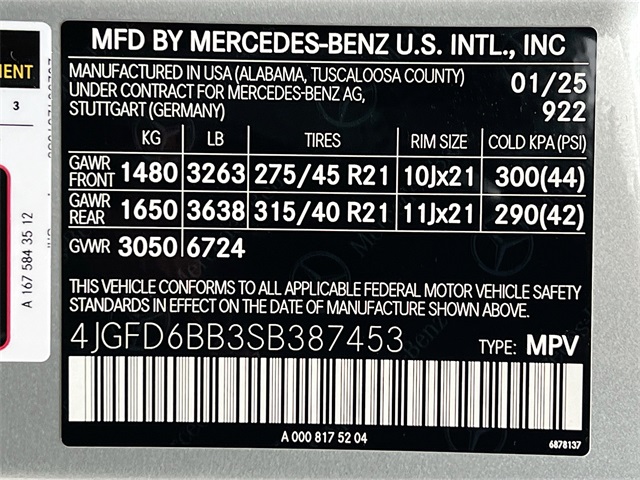 MFD BY MERCEDES-BENZ U.S. INTL., INC
MANUFACTURED IN USA (ALABAMA, TUSCALOOSA COUNTY) 01/25
UNDER CONTRACT FOR MERCEDES-BENZ AG,
STUTTGART (GERMANY) 922
KG LB TIRES RIM SIZE COLD KPA (PSI)
GAWR FRONT 1480 3263 275/45 R21 10Jx21 300(44)
GAWR REAR 1650 3638 315/40 R21 11Jx21 290(42)
GVWR 3050 6724
THIS VEHICLE CONFORMS TO ALL APPLICABLE FEDERAL MOTOR VEHICLE SAFETY
STANDARDS IN EFFECT ON THE DATE OF MANUFACTURE SHOWN ABOVE.
4JGFD6BB3SB387453 TYPE: MPV
A 000 817 52 04 6878137
MENT
3
A 167 584 35 12